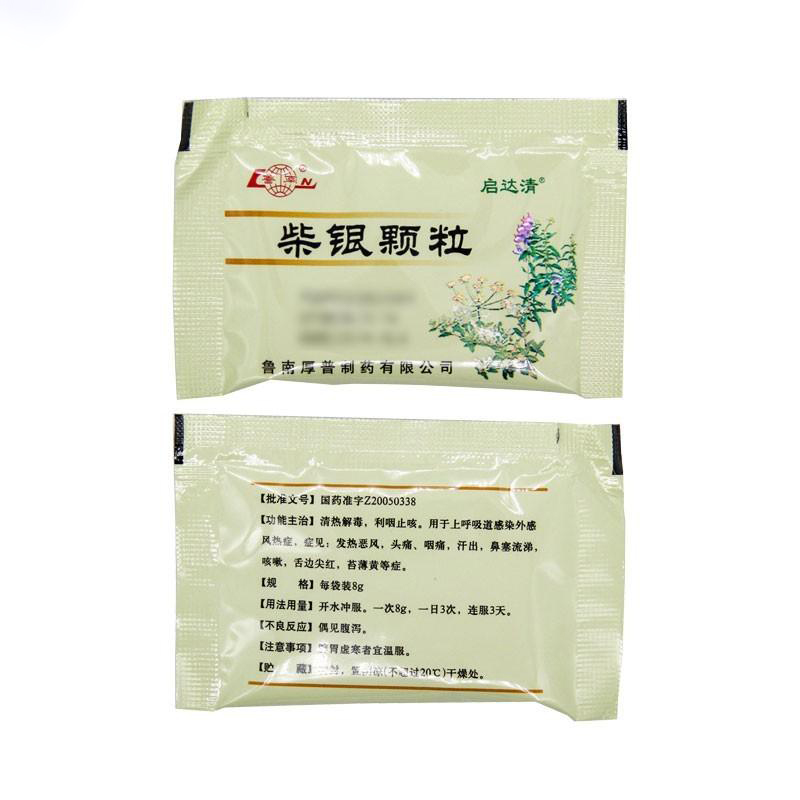 启达清®
柴银颗粒
鲁南厚普制药有限公司
【批准文号】国药准字Z20050338
【功能主治】清热解毒，利咽止咳。用于上呼吸道感染外感
风热症，症见：发热恶风，头痛、咽痛，汗出，鼻塞流涕，
咳嗽，舌边尖红，苔薄黄等症。
【规　　格】每袋装8g
【用法用量】开水冲服。一次8g，一日3次，连服3天。
【不良反应】偶见腹泻。
【注意事项】胃虚寒者宜温服。
【贮　　藏】封，置阴凉(不超过20℃)干燥处。